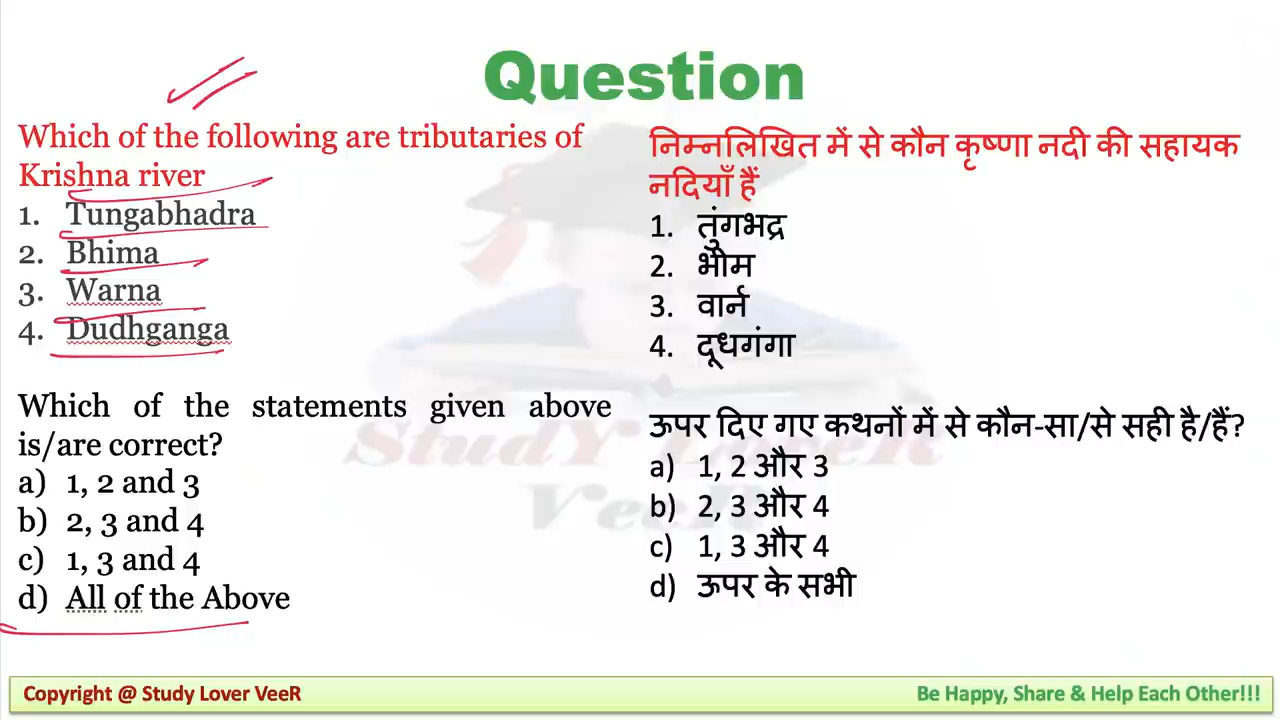 Question
Which of the following are tributaries of
Krishna river
1. Tungabhadra
2. Bhima
3. Warna
4. Dudhganga
Which of the statements given above
is/are correct?
a) 1, 2 and 3
b) 2, 3 and 4
c) 1, 3 and 4
d) All of the Above
निम्नलिखित में से कौन कृष्णा नदी की सहायक
नदियाँ हैं
1. तुंगभद्र
2. भीम
3. वार्न
4. दूधगंगा
ऊपर दिए गए कथनों में से कौन-सा/से सही है/हैं?
a) 1, 2 और 3
b) 2, 3 और 4
c) 1, 3 और 4
d) ऊपर के सभी
StudY LoveR
VeeR
Copyright @ Study Lover VeeR
Be Happy, Share & Help Each Other!!!